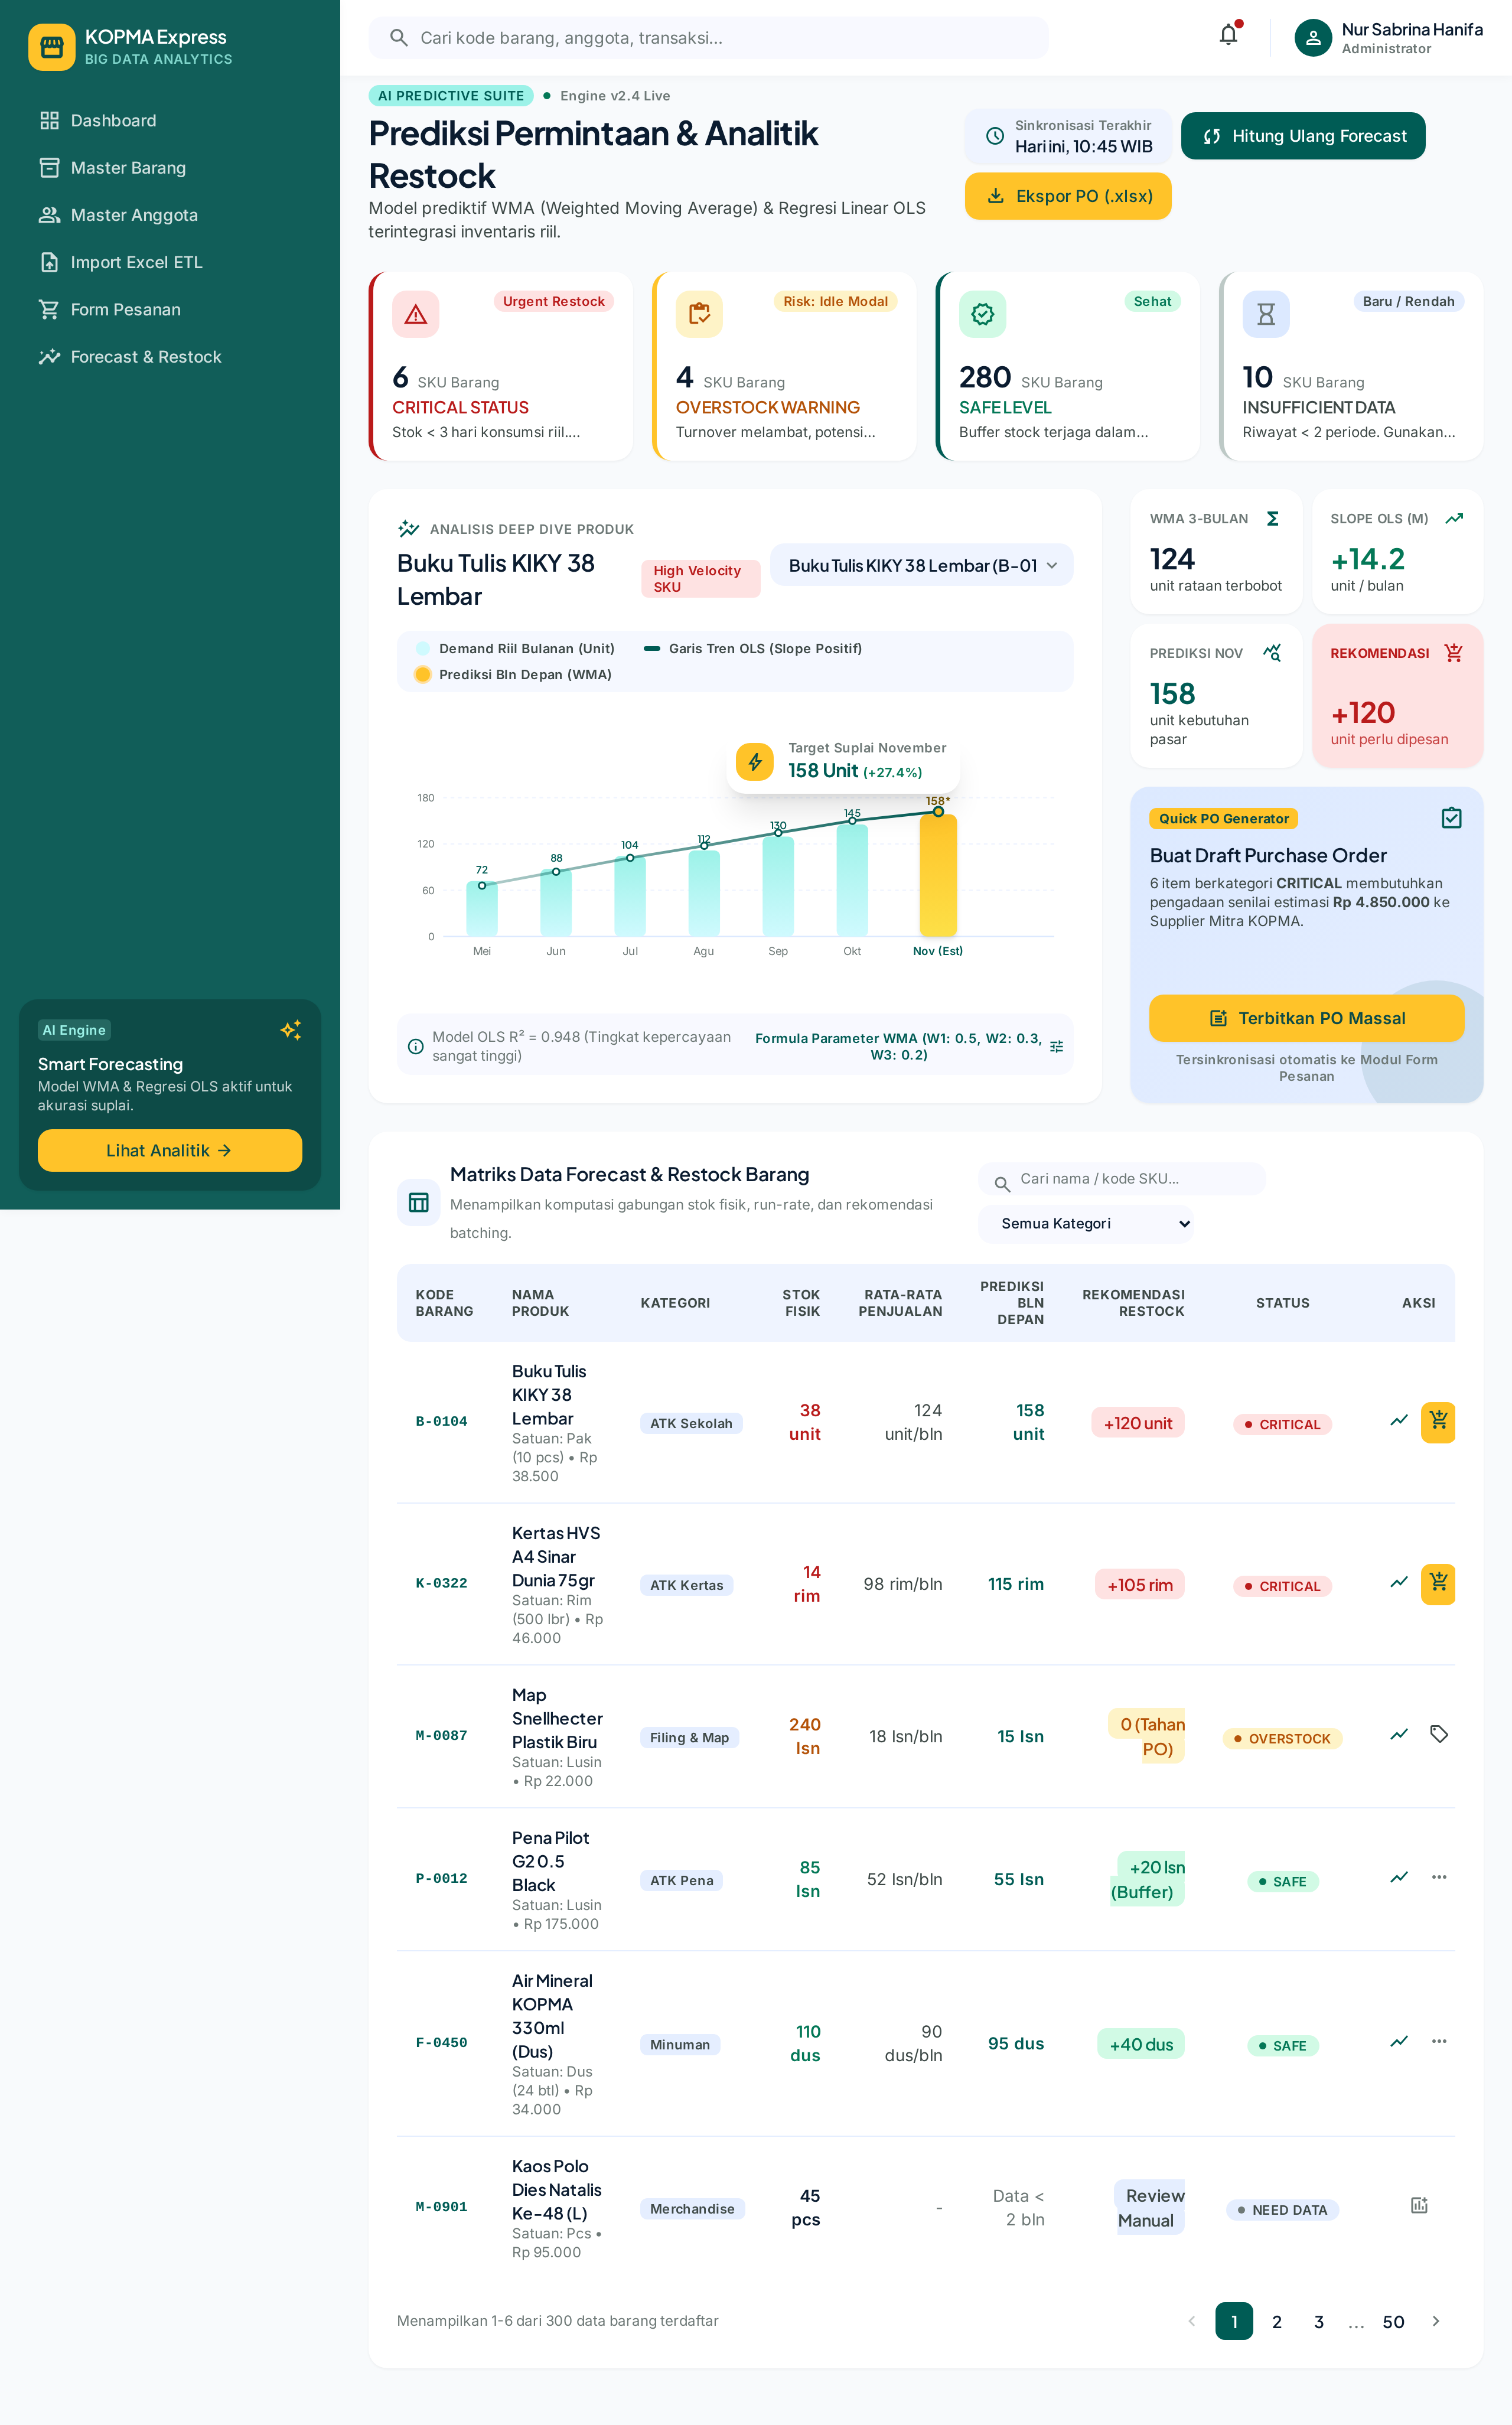 KOPMA Express
BIG DATA ANALYTICS
Dashboard
Master Barang
Master Anggota
Import Excel ETL
Form Pesanan
Forecast & Restock
AI Engine
Smart Forecasting
Model WMA & Regresi OLS aktif untuk
akurasi suplai.
Lihat Analitik →
Cari kode barang, anggota, transaksi...
Nur Sabrina Hanifa
Administrator
AI PREDICTIVE SUITE
Engine v2.4 Live
Prediksi Permintaan & Analitik
Restock
Model prediktif WMA (Weighted Moving Average) & Regresi Linear OLS
terintegrasi inventaris riil.
Sinkronisasi Terakhir
Hari ini, 10:45 WIB
Hitung Ulang Forecast
Ekspor PO (.xlsx)
Urgent Restock
6 SKU Barang
CRITICAL STATUS
Stok < 3 hari konsumsi riil....
Risk: Idle Modal
4 SKU Barang
OVERSTOCK WARNING
Turnover melambat, potensi...
Sehat
280 SKU Barang
SAFE LEVEL
Buffer stock terjaga dalam...
Baru / Rendah
10 SKU Barang
INSUFFICIENT DATA
Riwayat < 2 periode. Gunakan...
ANALISIS DEEP DIVE PRODUK
Buku Tulis KIKY 38
Lembar
High Velocity
SKU
Buku Tulis KIKY 38 Lembar (B-01
Demand Riil Bulanan (Unit)
Garis Tren OLS (Slope Positif)
Prediksi Bln Depan (WMA)
Target Suplai November
158 Unit (+27.4%)
180
120
60
0
72
88
104
112
130
145
158*
Mei
Jun
Jul
Agu
Sep
Okt
Nov (Est)
Model OLS R² = 0.948 (Tingkat kepercayaan
sangat tinggi)
Formula Parameter WMA (W1: 0.5, W2: 0.3,
W3: 0.2)
WMA 3-BULAN
124
unit rataan terbobot
SLOPE OLS (M)
+14.2
unit / bulan
PREDIKSI NOV
158
unit kebutuhan
pasar
REKOMENDASI
+120
unit perlu dipesan
Quick PO Generator
Buat Draft Purchase Order
6 item berkategori CRITICAL membutuhkan
pengadaan senilai estimasi Rp 4.850.000 ke
Supplier Mitra KOPMA.
Terbitkan PO Massal
Tersinkronisasi otomatis ke Modul Form
Pesanan
Matriks Data Forecast & Restock Barang
Menampilkan komputasi gabungan stok fisik, run-rate, dan rekomendasi
batching.
Cari nama / kode SKU...
Semua Kategori
KODE
BARANG
NAMA
PRODUK
KATEGORI
STOK
FISIK
RATA-RATA
PENJUALAN
PREDIKSI
BLN
DEPAN
REKOMENDASI
RESTOCK
STATUS
AKSI
B-0104
Buku Tulis
KIKY 38
Lembar
Satuan: Pak
(10 pcs) • Rp
38.500
ATK Sekolah
38
unit
124
unit/bln
158
unit
+120 unit
CRITICAL
K-0322
Kertas HVS
A4 Sinar
Dunia 75gr
Satuan: Rim
(500 lbr) • Rp
46.000
ATK Kertas
14
rim
98 rim/bln
115 rim
+105 rim
CRITICAL
M-0087
Map
Snellhecter
Plastik Biru
Satuan: Lusin
• Rp 22.000
Filing & Map
240
lsn
18 lsn/bln
15 lsn
0 (Tahan
PO)
OVERSTOCK
P-0012
Pena Pilot
G2 0.5
Black
Satuan: Lusin
• Rp 175.000
ATK Pena
85
lsn
52 lsn/bln
55 lsn
+20 lsn
(Buffer)
SAFE
F-0450
Air Mineral
KOPMA
330ml
(Dus)
Satuan: Dus
(24 btl) • Rp
34.000
Minuman
110
dus
90
dus/bln
95 dus
+40 dus
SAFE
M-0901
Kaos Polo
Dies Natalis
Ke-48 (L)
Satuan: Pcs •
Rp 95.000
Merchandise
45
pcs
-
Data <
2 bln
Review
Manual
NEED DATA
Menampilkan 1-6 dari 300 data barang terdaftar
1 2 3 ... 50